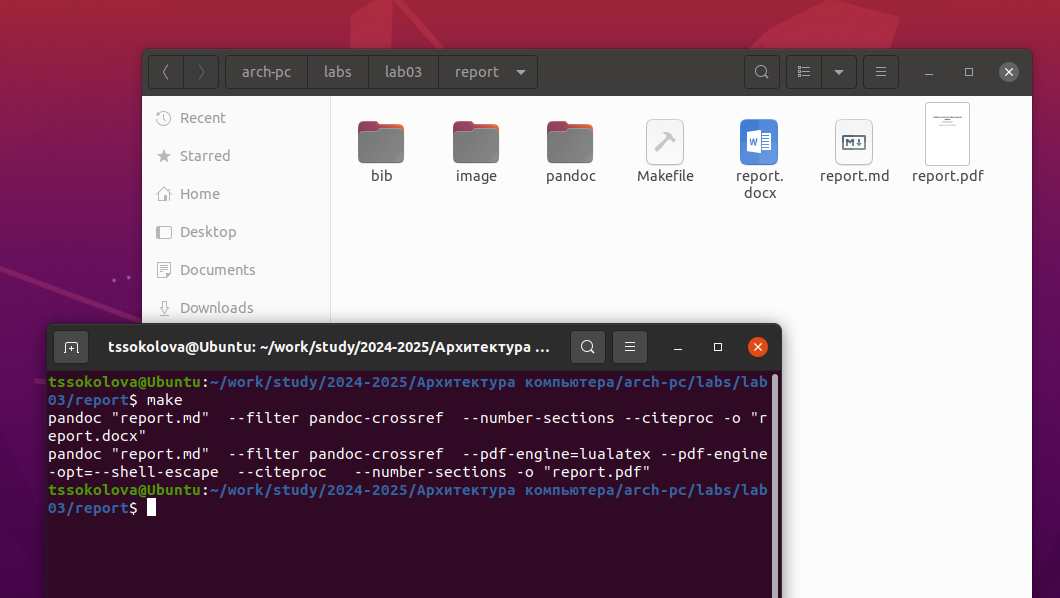 arch-pc labs lab03 report
Recent
Starred
Home
Desktop
Documents
Downloads
bib image pandoc Makefile report. report.md report.pdf
docx
tssokolova@Ubuntu: ~/work/study/2024-2025/Архитектура ...
tssokolova@Ubuntu:~/work/study/2024-2025/Архитектура компьютера/arch-pc/labs/lab
03/report$ make
pandoc "report.md"  --filter pandoc-crossref  --number-sections --citeproc -o "r
eport.docx"
pandoc "report.md"  --filter pandoc-crossref  --pdf-engine=lualatex --pdf-engine
-opt=--shell-escape  --citeproc   --number-sections -o "report.pdf"
tssokolova@Ubuntu:~/work/study/2024-2025/Архитектура компьютера/arch-pc/labs/lab
03/report$